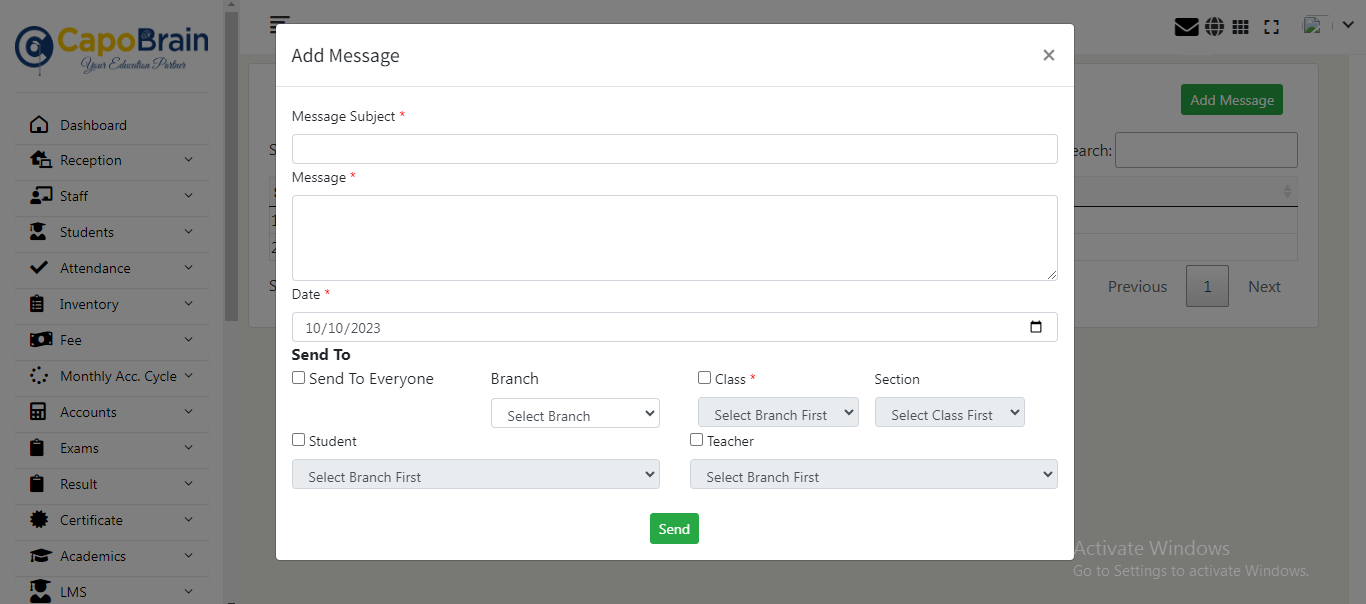 CapoBrain
Your Education Partner
Dashboard
Reception
Staff
Students
Attendance
Inventory
Fee
Monthly Acc. Cycle
Accounts
Exams
Result
Certificate
Academics
LMS
Add Message
earch:
Previous 1 Next
Add Message ×
Message Subject *
Message *
Date *
10/10/2023
Send To
Send To Everyone Branch Class * Section
Select Branch Select Branch First Select Class First
Student Teacher
Select Branch First Select Branch First
Send
Activate Windows
Go to Settings to activate Windows.